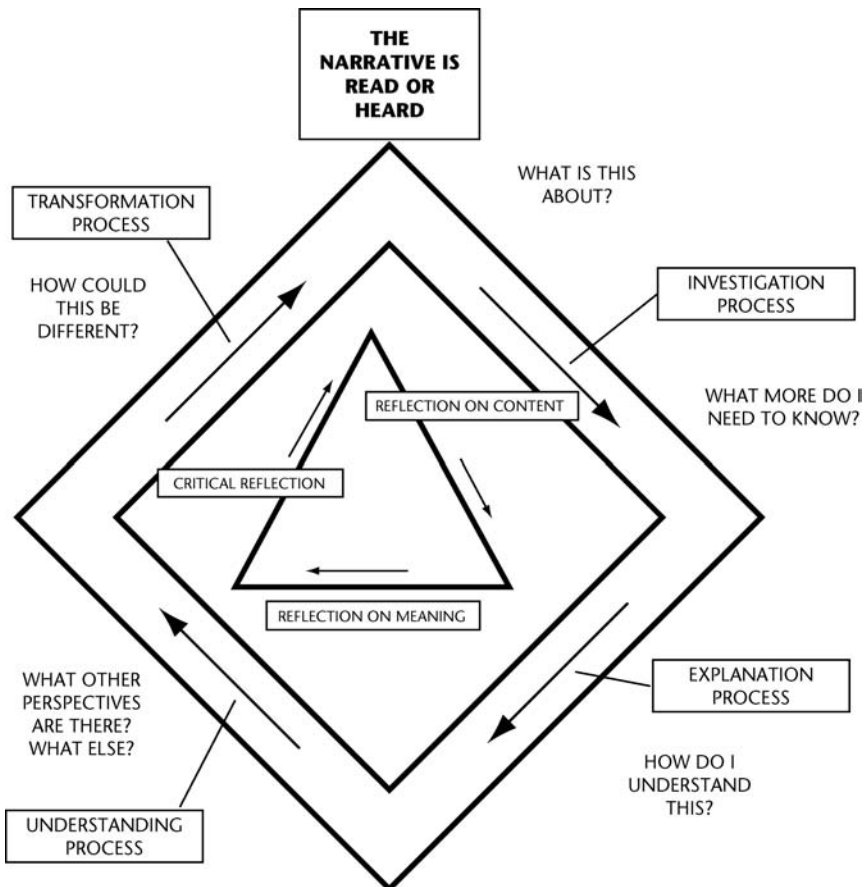 THE
NARRATIVE IS
READ OR
HEARD
WHAT IS THIS
ABOUT?
TRANSFORMATION
PROCESS
HOW COULD
THIS BE
DIFFERENT?
INVESTIGATION
PROCESS
WHAT MORE DO I
NEED TO KNOW?
REFLECTION ON CONTENT
CRITICAL REFLECTION
REFLECTION ON MEANING
WHAT OTHER
PERSPECTIVES
ARE THERE?
WHAT ELSE?
EXPLANATION
PROCESS
HOW DO I
UNDERSTAND
THIS?
UNDERSTANDING
PROCESS